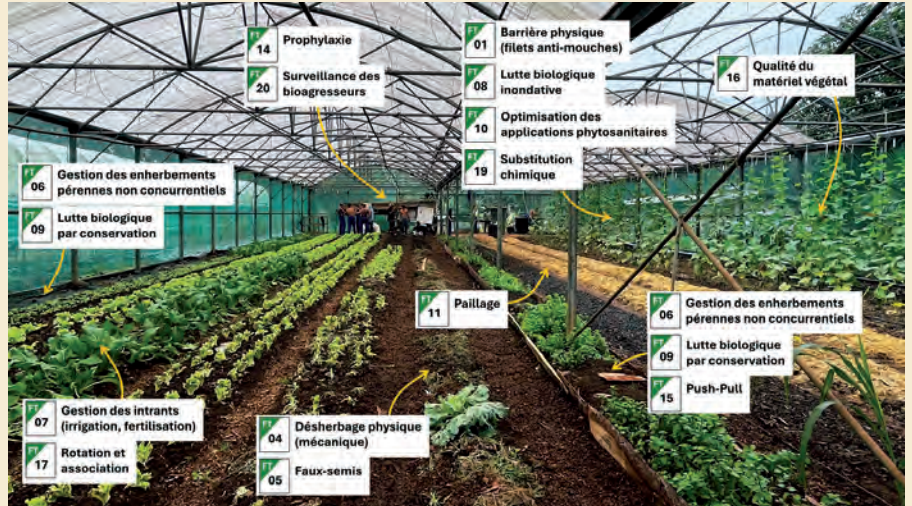 FT
14
Prophylaxie
FT
20
Surveillance des
bioagresseurs
FT
01
Barrière physique
(filets anti-mouches)
FT
08
Lutte biologique
inondative
FT
10
Optimisation des
applications phytosanitaires
FT
19
Substitution
chimique
FT
16
Qualité du
matériel végétal
FT
06
Gestion des enherbements
pérennes non concurrentiels
FT
09
Lutte biologique
par conservation
FT
11
Paillage
FT
06
Gestion des enherbements
pérennes non concurrentiels
FT
09
Lutte biologique
par conservation
FT
15
Push-Pull
FT
07
Gestion des intrants
(irrigation, fertilisation)
FT
17
Rotation et
association
FT
04
Désherbage physique
(mécanique)
FT
05
Faux-semis